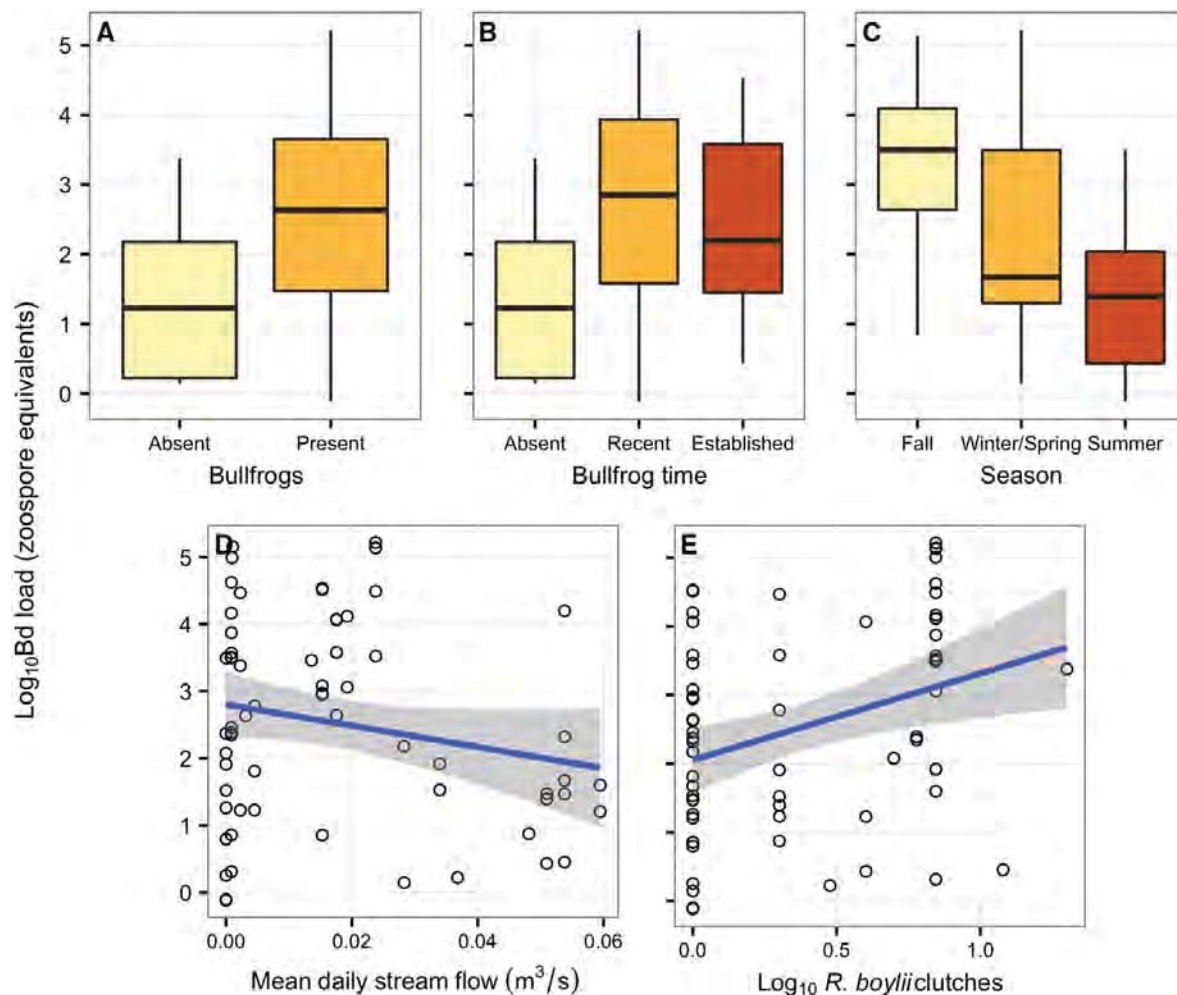 A
B
C
5
4
3
2
1
0
Absent Present
Absent Recent Established
Fall Winter/Spring Summer
Bullfrogs
Bullfrog time
Season
Log₁₀Bd load (zoospore equivalents)
D
E
5
4
3
2
1
0
0.00 0.02 0.04 0.06
0.0 0.5 1.0
Mean daily stream flow (m³/s)
Log₁₀ R. boyliiclutches